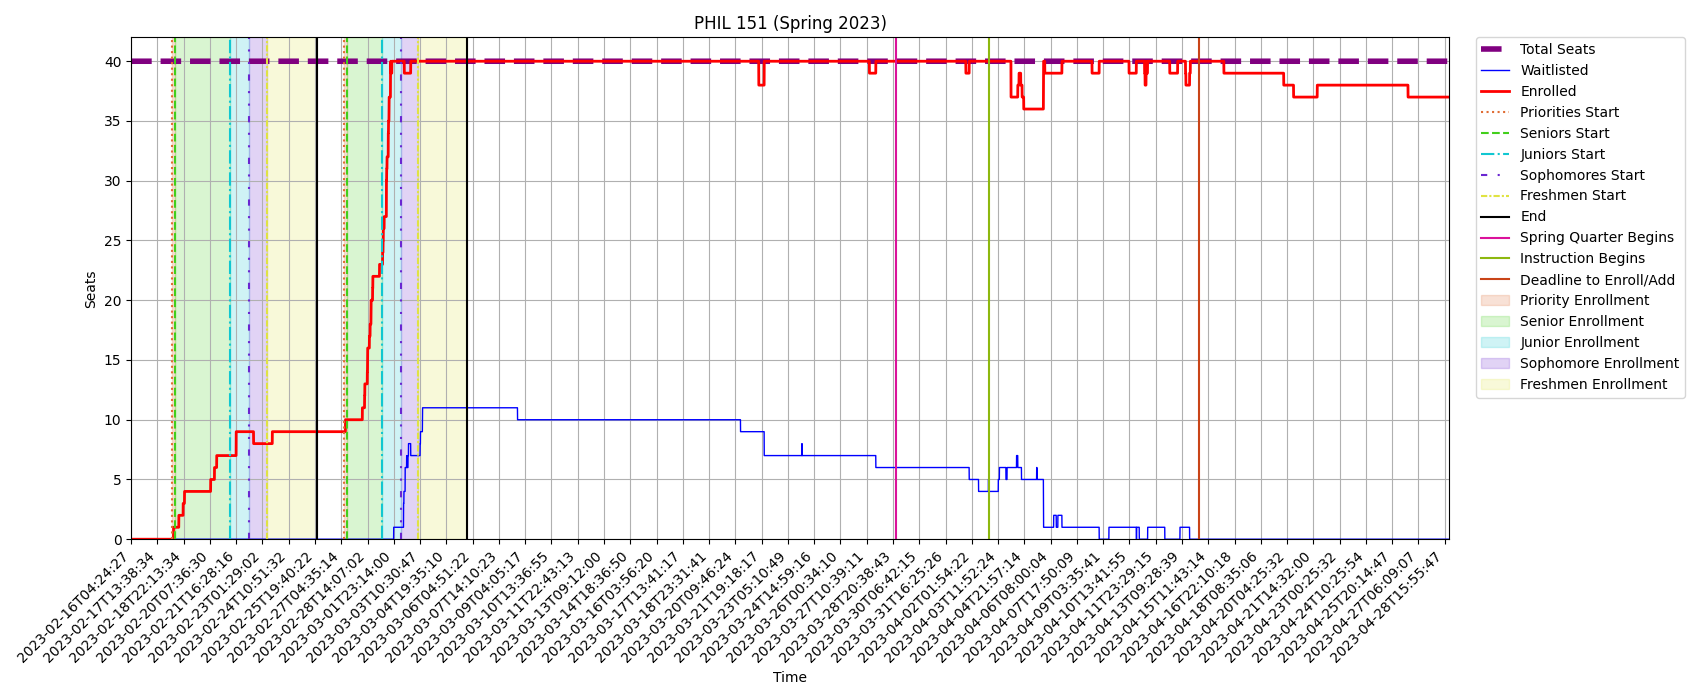 PHIL 151 (Spring 2023)
Seats
40
35
30
25
20
15
10
5
0
2023-02-16T04:24:27
2023-02-17T13:38:34
2023-02-18T22:13:34
2023-02-20T07:36:30
2023-02-21T16:28:16
2023-02-23T01:29:02
2023-02-24T10:51:32
2023-02-25T19:40:22
2023-02-27T04:35:14
2023-02-28T14:07:02
2023-03-01T23:14:00
2023-03-03T10:30:47
2023-03-04T19:35:10
2023-03-06T04:51:22
2023-03-07T14:10:23
2023-03-09T04:05:17
2023-03-10T13:36:55
2023-03-11T22:43:13
2023-03-13T09:12:00
2023-03-14T18:36:50
2023-03-16T03:56:20
2023-03-17T13:41:17
2023-03-18T23:31:41
2023-03-20T09:46:24
2023-03-21T19:18:17
2023-03-23T05:10:49
2023-03-24T14:59:16
2023-03-26T00:34:10
2023-03-27T10:39:11
2023-03-28T20:38:43
2023-03-30T06:42:15
2023-03-31T16:25:26
2023-04-02T01:54:22
2023-04-03T11:52:24
2023-04-04T21:57:14
2023-04-06T08:00:04
2023-04-07T17:50:09
2023-04-09T03:35:41
2023-04-10T13:41:55
2023-04-11T23:29:15
2023-04-13T09:28:39
2023-04-15T11:43:14
2023-04-16T22:10:18
2023-04-18T08:35:06
2023-04-20T04:25:32
2023-04-21T14:32:00
2023-04-23T00:25:32
2023-04-24T10:25:54
2023-04-25T20:14:47
2023-04-27T06:09:07
2023-04-28T15:55:47
Time
Total Seats
Waitlisted
Enrolled
Priorities Start
Seniors Start
Juniors Start
Sophomores Start
Freshmen Start
End
Spring Quarter Begins
Instruction Begins
Deadline to Enroll/Add
Priority Enrollment
Senior Enrollment
Junior Enrollment
Sophomore Enrollment
Freshmen Enrollment